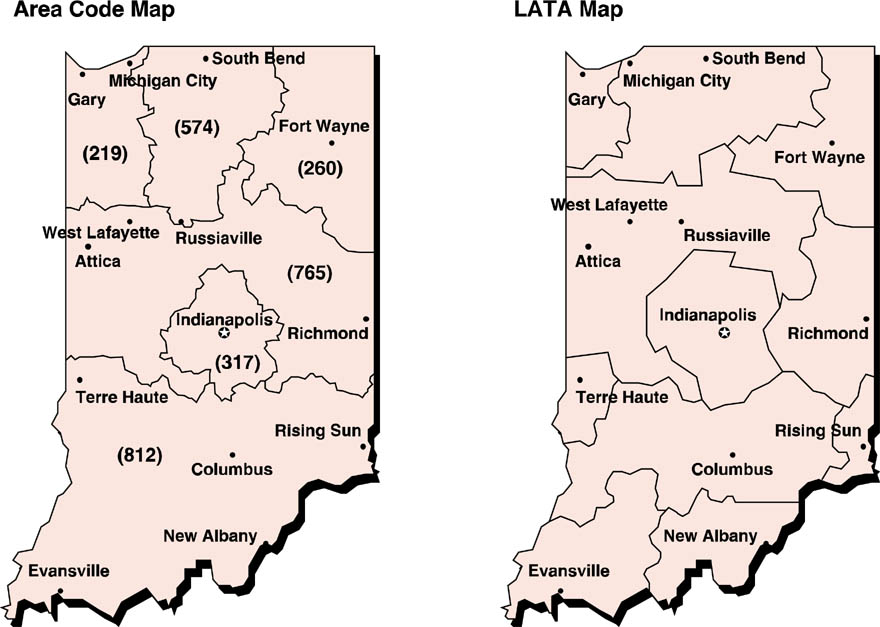 Area Code Map
South Bend
Michigan City
Gary
(574)
Fort Wayne
(219)
(260)
West Lafayette
Russiaville
Attica
(765)
Indianapolis
Richmond
(317)
Terre Haute
Rising Sun
(812)
Columbus
New Albany
Evansville
LATA Map
South Bend
Michigan City
Gary
Fort Wayne
West Lafayette
Russiaville
Attica
Indianapolis
Richmond
Terre Haute
Rising Sun
Columbus
New Albany
Evansville